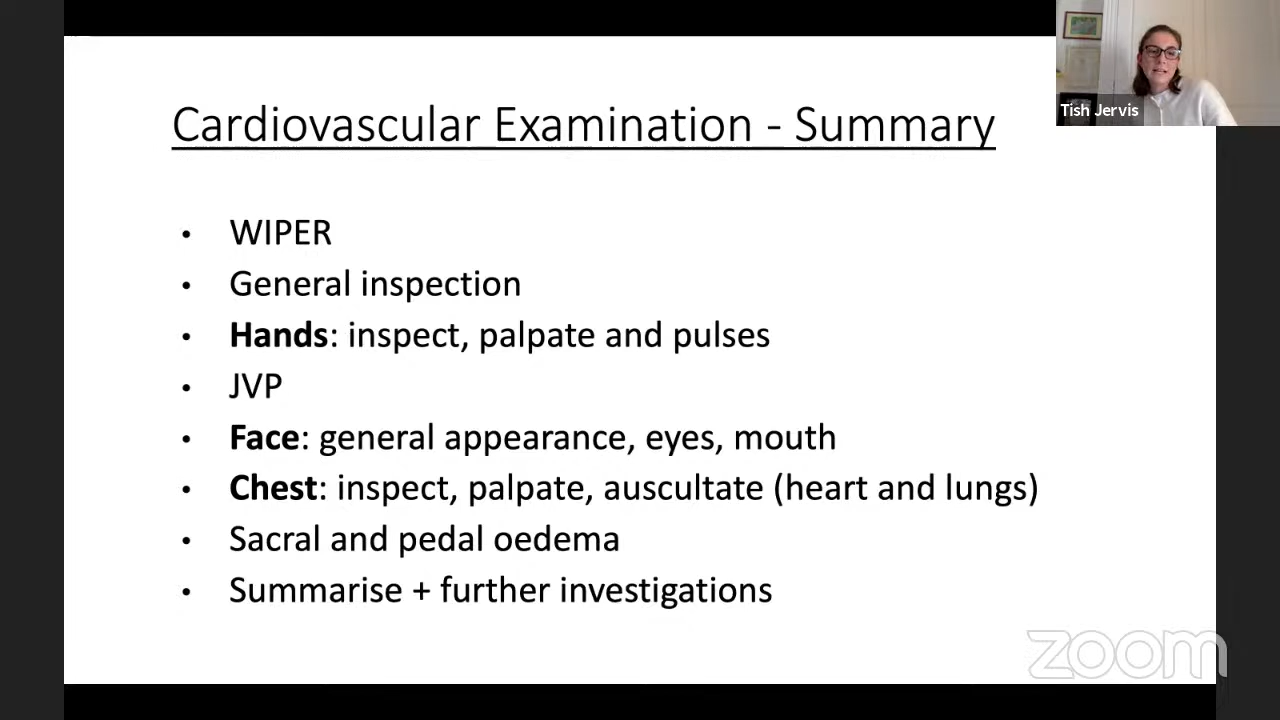 Cardiovascular Examination - Summary
Tish Jervis
• WIPER
• General inspection
• Hands: inspect, palpate and pulses
• JVP
• Face: general appearance, eyes, mouth
• Chest: inspect, palpate, auscultate (heart and lungs)
• Sacral and pedal oedema
• Summarise + further investigations
zoom